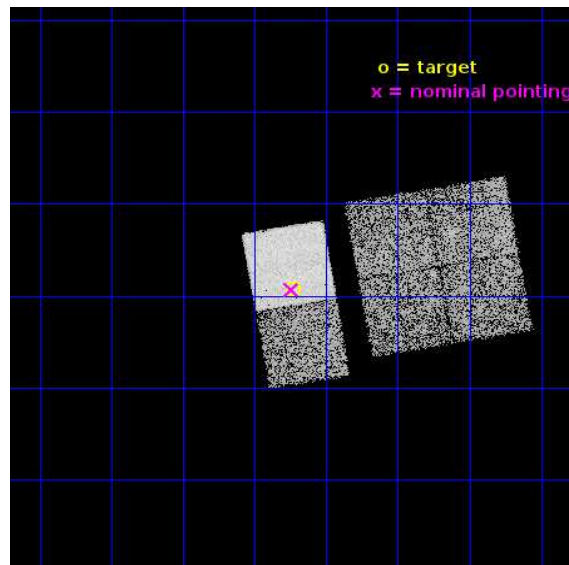 o = target
x = nominal pointing